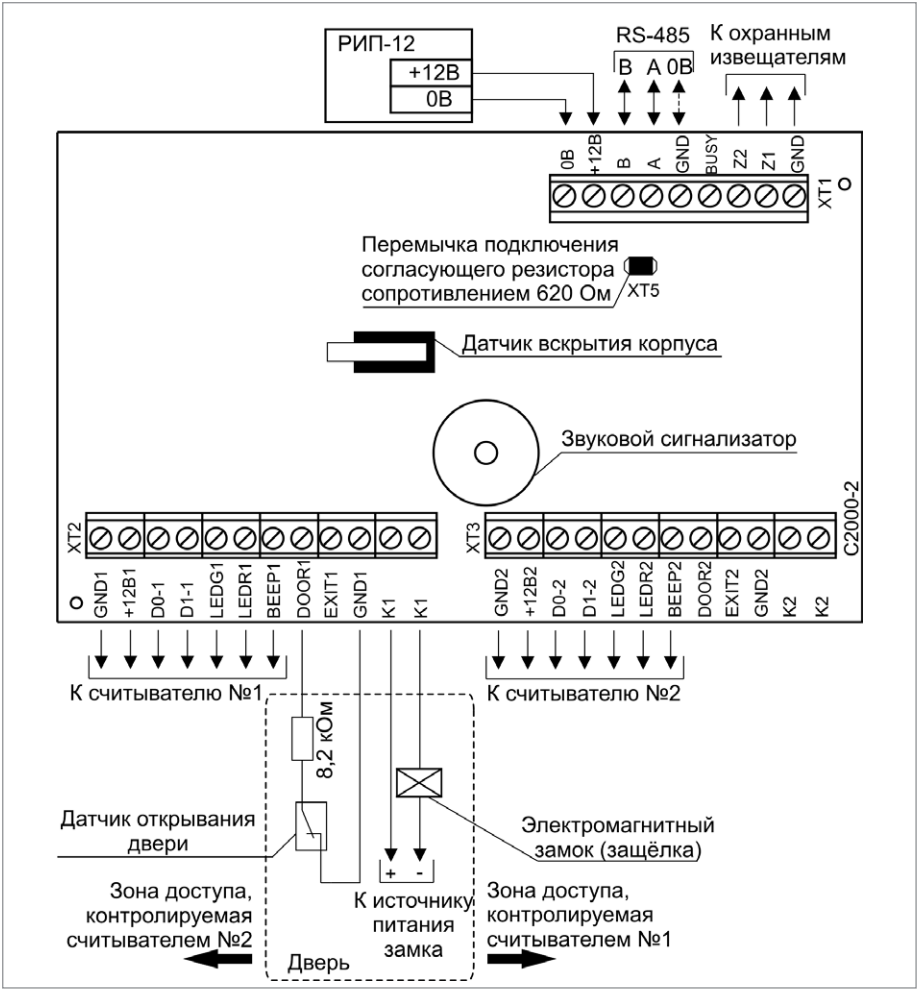 РИП-12
+12В
0В
RS-485
В А 0В
К охранным
извещателям
0В
+12В
В
А
GND
BUSY
Z2
Z1
GND
XT1
Перемычка подключения
согласующего резистора
сопротивлением 620 Ом
XT5
Датчик вскрытия корпуса
Звуковой сигнализатор
С2000-2
XT2
GND1
+12В1
D0-1
D1-1
LEDG1
LEDR1
BEEP1
DOOR1
EXIT1
GND1
K1
K1
XT3
GND2
+12В2
D0-2
D1-2
LEDG2
LEDR2
BEEP2
DOOR2
EXIT2
GND2
K2
K2
К считывателю №1
К считывателю №2
8,2 кОм
Датчик открывания
двери
Электромагнитный
замок (защёлка)
+ -
К источнику
питания
замка
Зона доступа,
контролируемая
считывателем №2
Дверь
Зона доступа,
контролируемая
считывателем №1